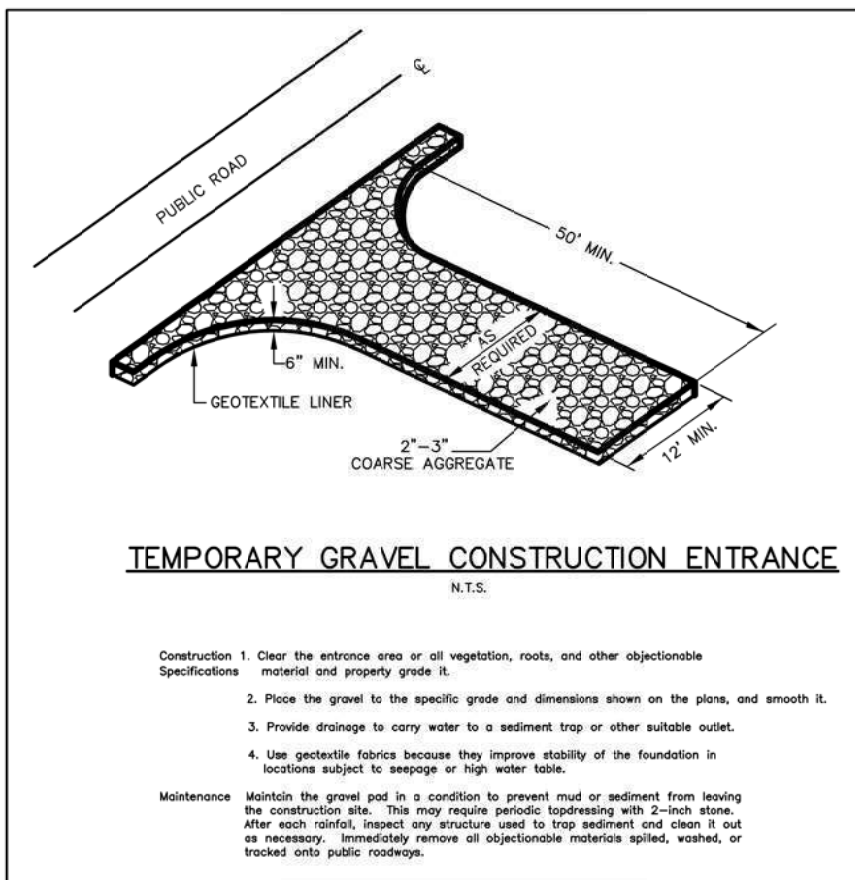 ℄
PUBLIC ROAD
50' MIN.
AS
REQUIRED
6" MIN.
GEOTEXTILE LINER
2"-3"
COARSE AGGREGATE
12' MIN.
TEMPORARY GRAVEL CONSTRUCTION ENTRANCE
N.T.S.
Construction 1. Clear the entrance area or all vegetation, roots, and other objectionable
Specifications material and property grade it.
2. Place the gravel to the specific grade and dimensions shown on the plans, and smooth it.
3. Provide drainage to carry water to a sediment trap or other suitable outlet.
4. Use geotextile fabrics because they improve stability of the foundation in
locations subject to seepage or high water table.
Maintenance Maintain the gravel pad in a condition to prevent mud or sediment from leaving
the construction site. This may require periodic topdressing with 2-inch stone.
After each rainfall, inspect any structure used to trap sediment and clean it out
as necessary. Immediately remove all objectionable materials spilled, washed, or
tracked onto public roadways.